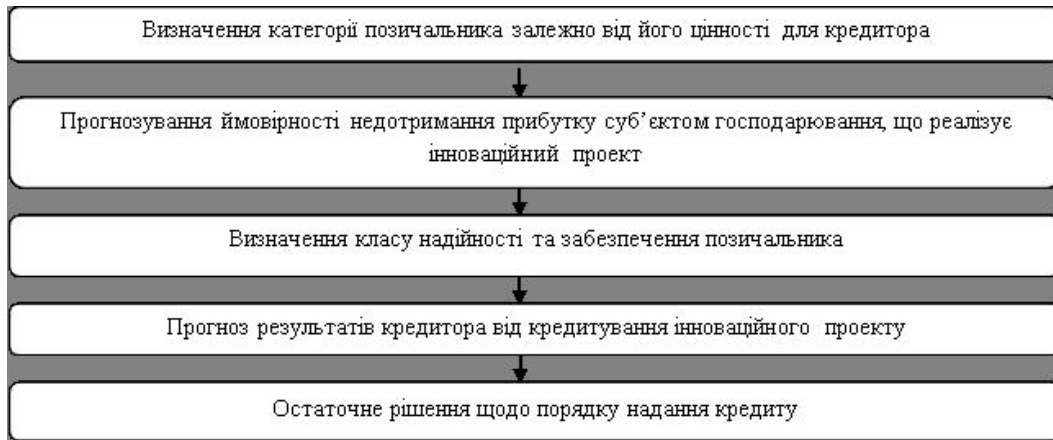 Визначення категорії позичальника залежно від його цінності для кредитора
Прогнозування ймовірності недотримання прибутку суб’єктом господарювання, що реалізує
інноваційний проект
Визначення класу надійності та забезпечення позичальника
Прогноз результатів кредитора від кредитування інноваційного проекту
Остаточне рішення щодо порядку надання кредиту